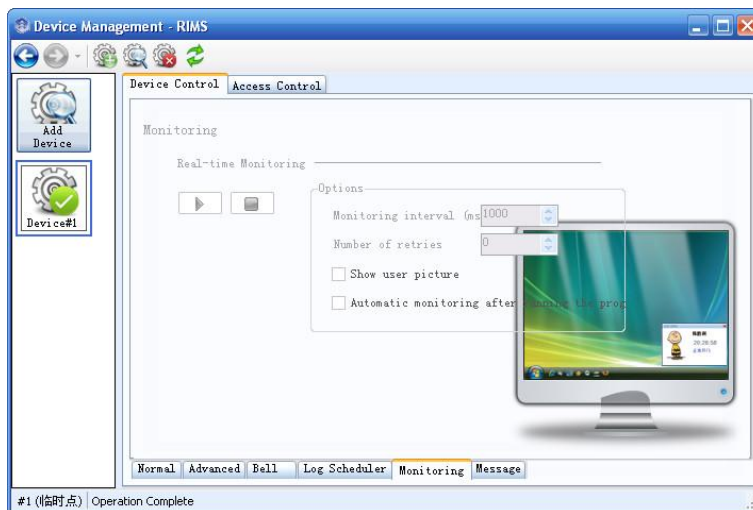 Device Management - RIMS
Device Control Access Control
Add
Device
Device#1
Monitoring
Real-time Monitoring
Options
Monitoring interval (ms 1000
Number of retries 0
Show user picture
Automatic monitoring after running the prog
20:28:58
Normal Advanced Bell Log Scheduler Monitoring Message
#1 (临时点) Operation Complete